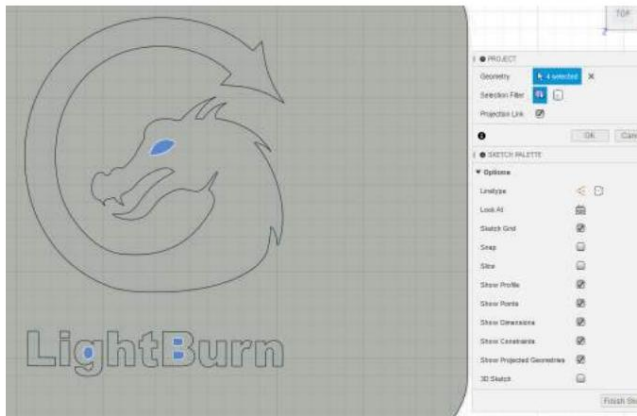 TOP
Z
PROJECT
Geometry 4 selected
Selection Filter
Projection Link
OK
SKETCH PALETTE
Options
Linetype
Look At
Sketch Grid
Snap
Slice
Show Profile
Show Points
Show Dimensions
Show Constraints
Show Projected Geometries
3D Sketch
LightBurn